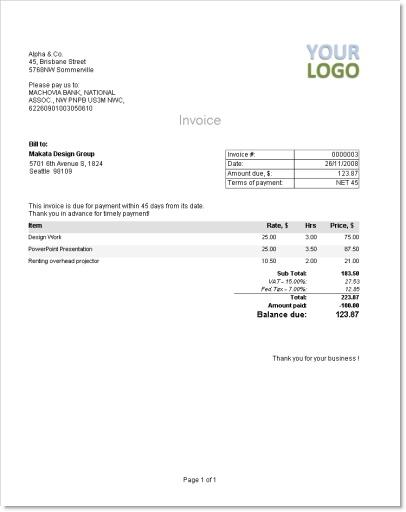 YOUR
LOGO
Alpha & Co.
45, Brisbane Street
5768NW Sommerville
Please pay us to:
MACHOVIA BANK, NATIONAL
ASSOC., NW PNPB US3M NWC,
62260901003050610
Invoice
Bill to:
Makata Design Group
5701 6th Avenue S, 1824
Seattle 98109
Invoice #: 0000003
Date: 26/11/2008
Amount due, $: 123.87
Terms of payment: NET 45
This invoice is due for payment within 45 days from its date.
Thank you in advance for timely payment!
Item Rate, $ Hrs Price, $
Design Work 25.00 3.00 75.00
PowerPoint Presentation 25.00 3.50 87.50
Renting overhead projector 10.50 2.00 21.00
Sub Total: 183.50
VAT - 15.00%: 27.53
Fed.Tax - 7.00%: 12.85
Total: 223.87
Amount paid: -100.00
Balance due: 123.87
Thank you for your business !
Page 1 of 1